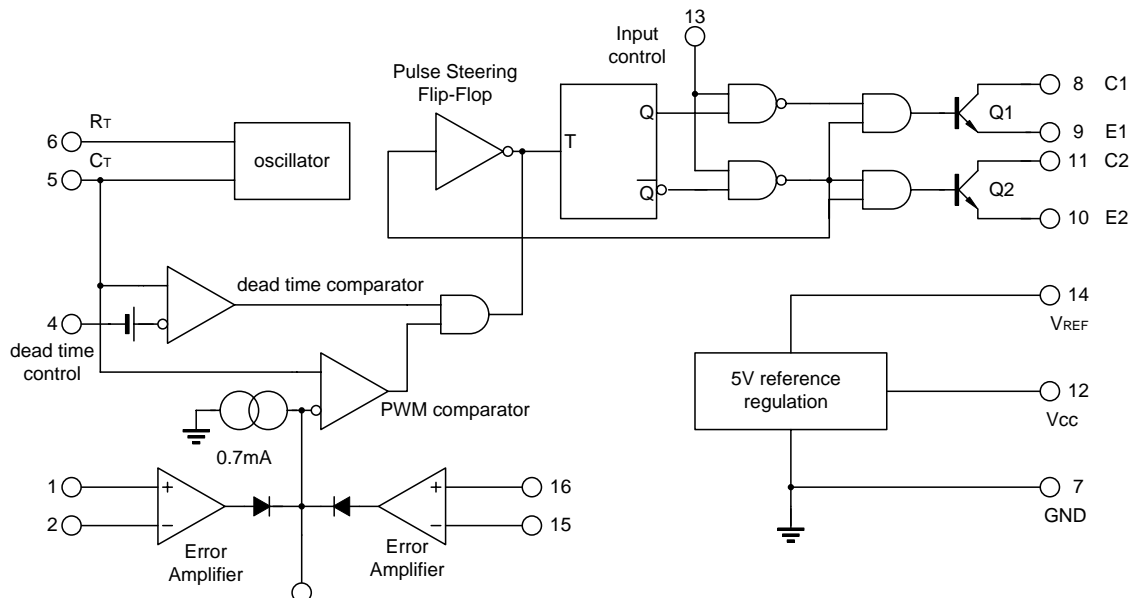 13
Input
control
Pulse Steering
Flip-Flop
8 C1
Q
Q1
RT
9 E1
6
oscillator
T
CT
11 C2
5
Q
Q2
10 E2
dead time comparator
14
4
VREF
dead time
control
5V reference
regulation
12
PWM comparator
Vcc
0.7mA
1
+
+
16
7
2
−
−
15
GND
Error
Amplifier
Error
Amplifier